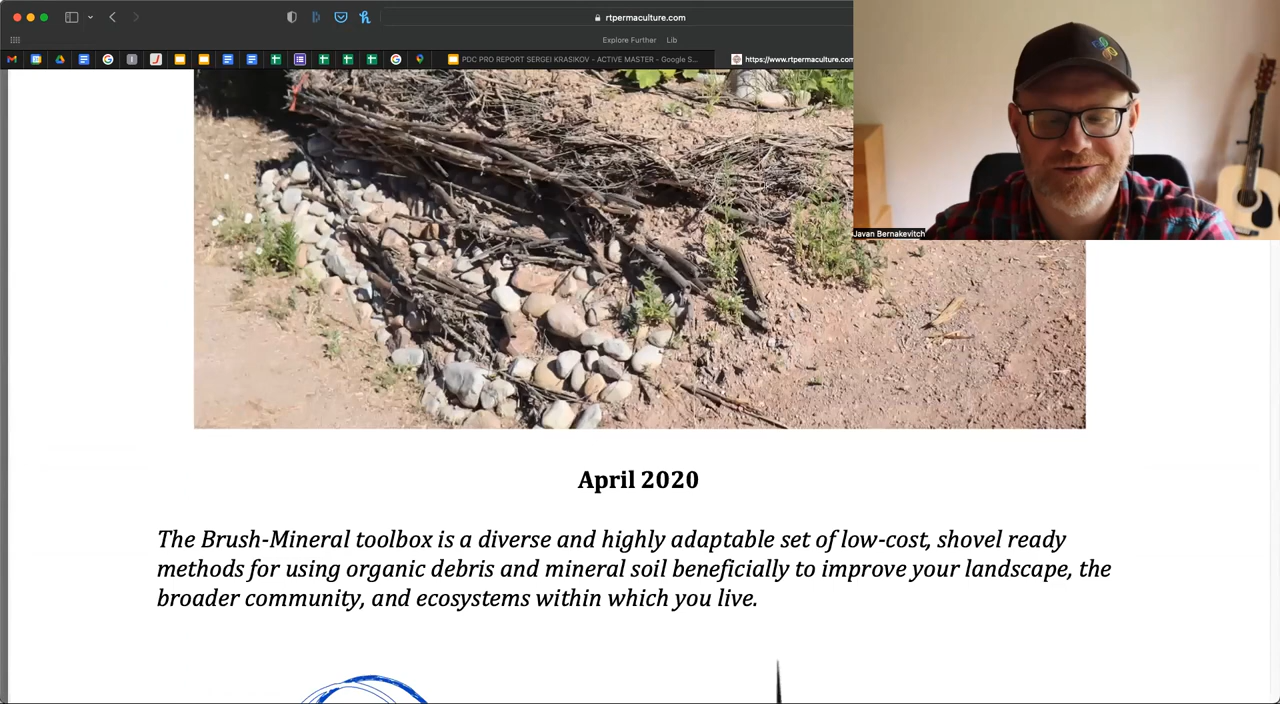 rtpermaculture.com
Explore Further
Lib
PDC PRO REPORT SERGEI KRASIKOV - ACTIVE MASTER - Google S...
https://www.rtpermaculture.com
Javan Bernakevitch
April 2020
The Brush-Mineral toolbox is a diverse and highly adaptable set of low-cost, shovel ready
methods for using organic debris and mineral soil beneficially to improve your landscape, the
broader community, and ecosystems within which you live.